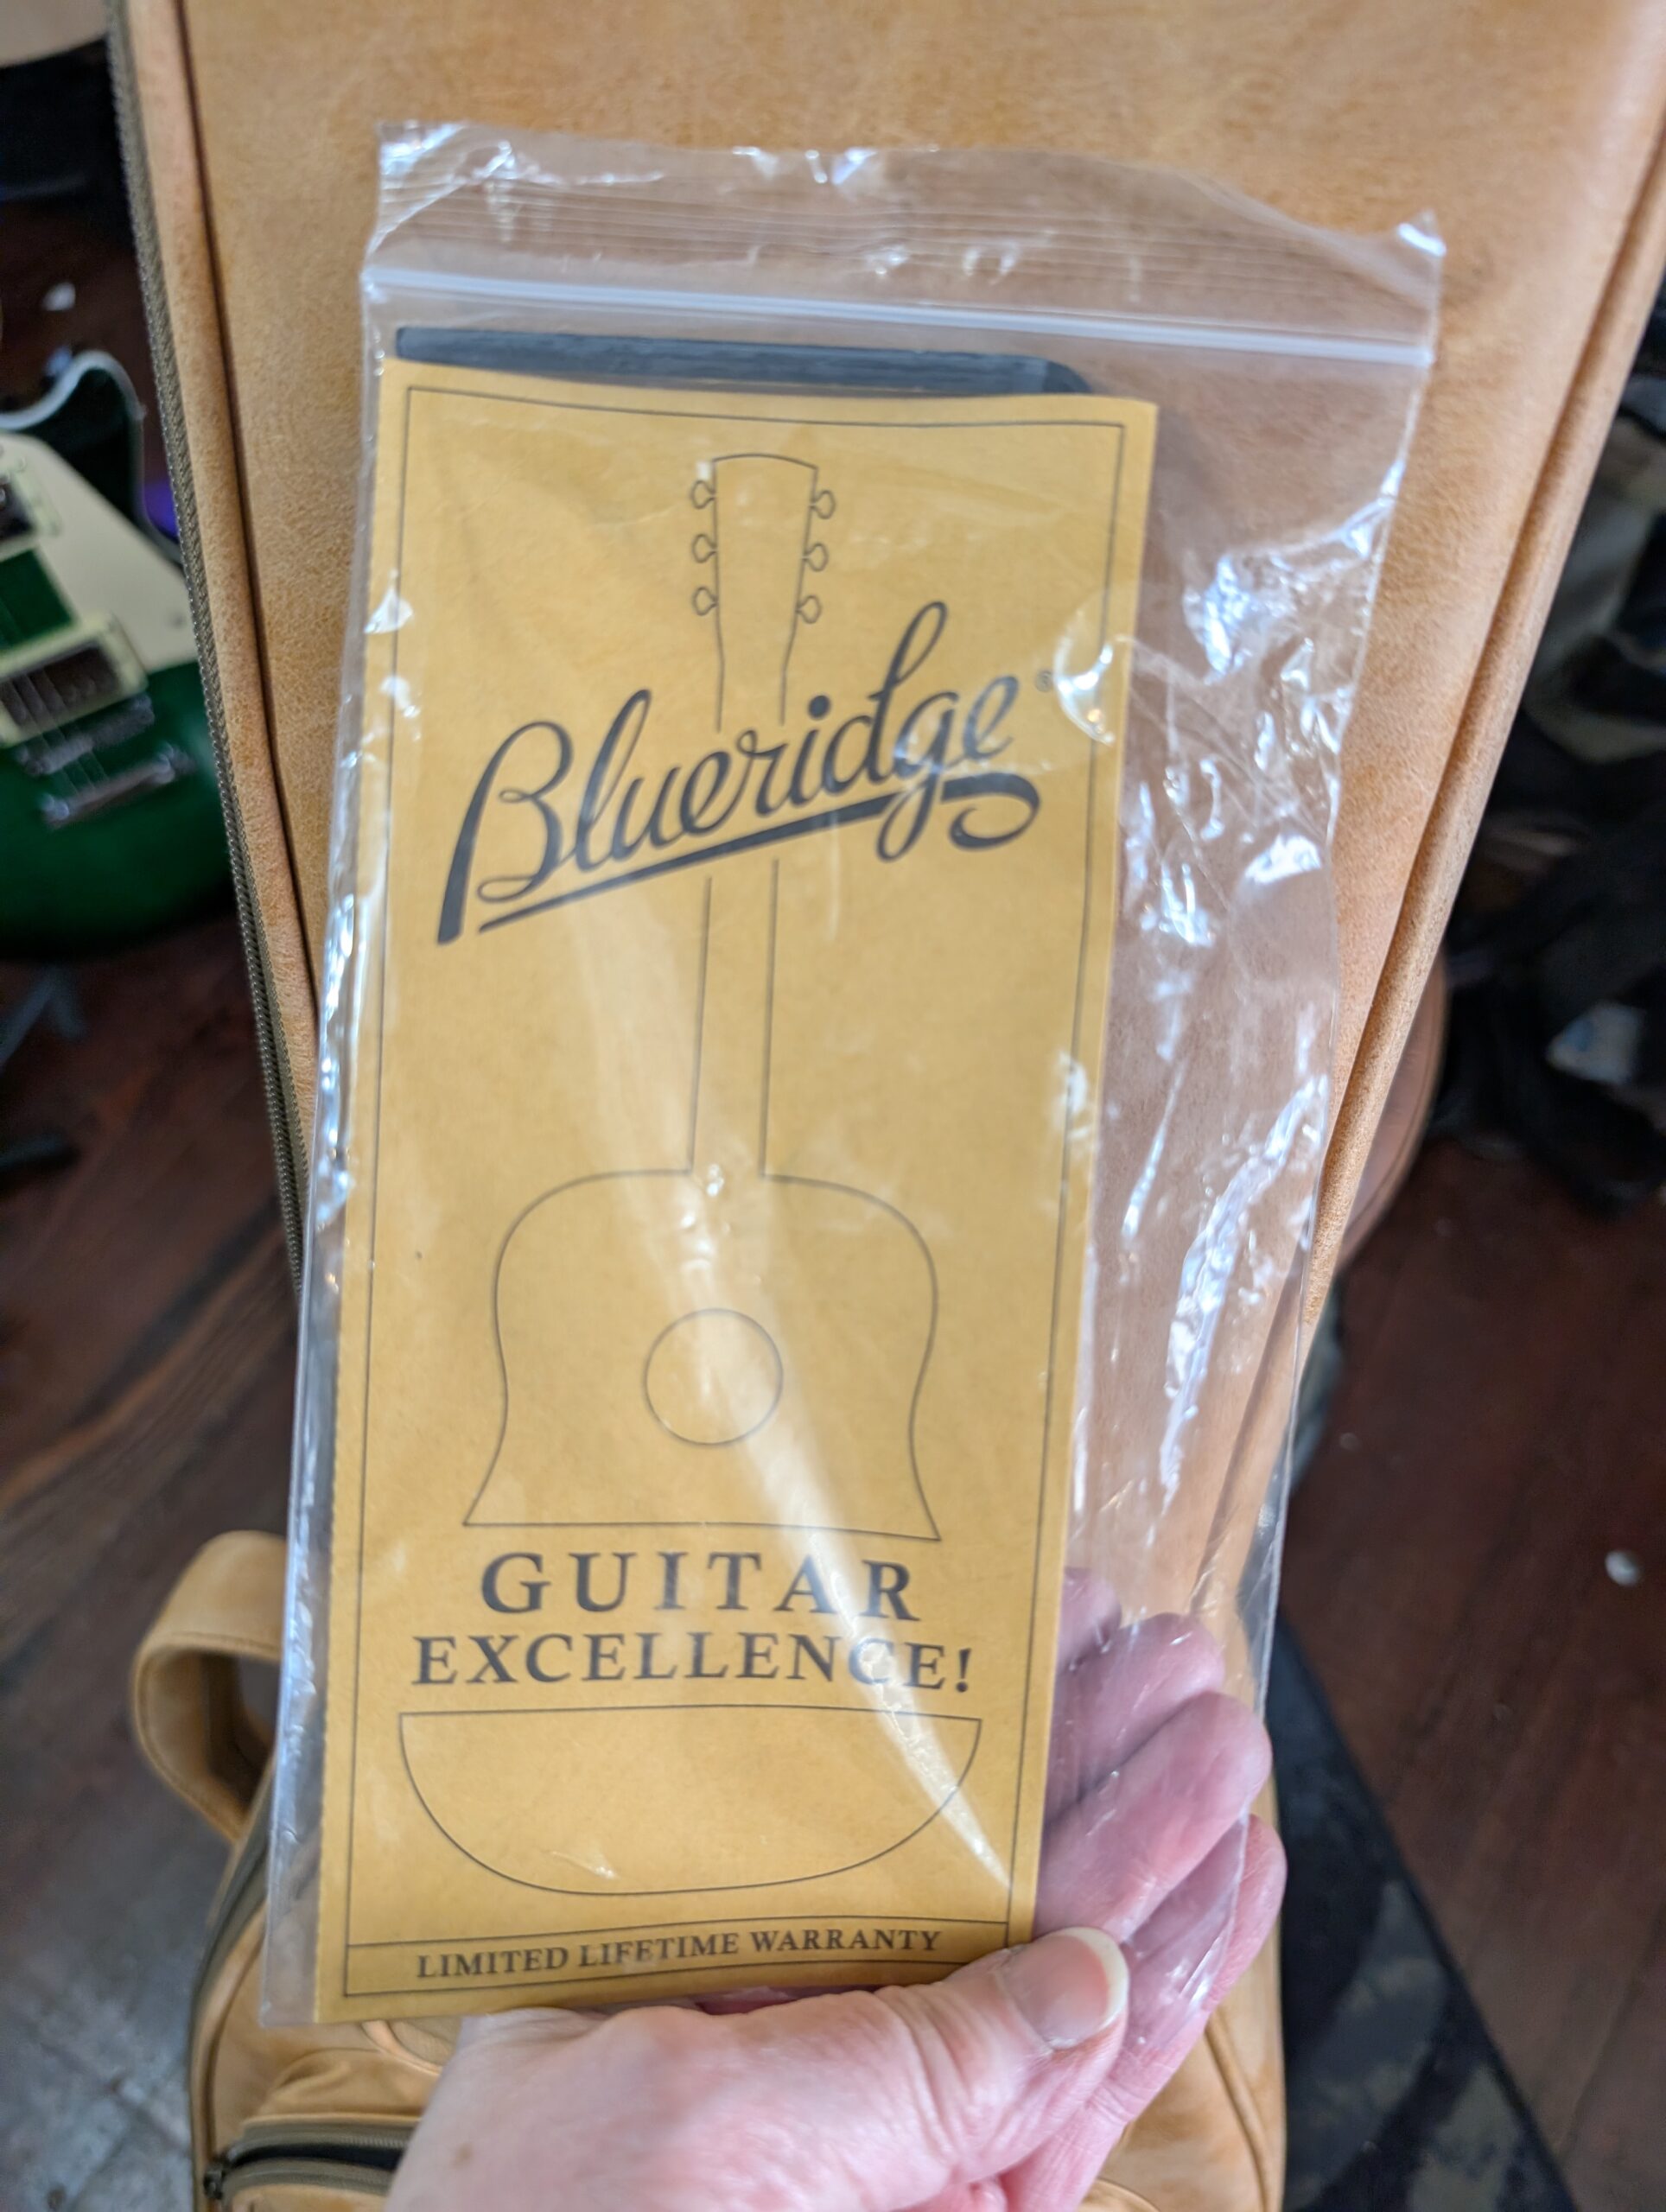 Blueridge®
GUITAR
EXCELLENCE!
LIMITED LIFETIME WARRANTY